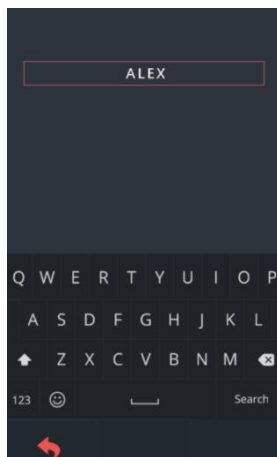 ALEX
Q W E R T Y U I O P
A S D F G H J K L
Z X C V B N M
123 Search